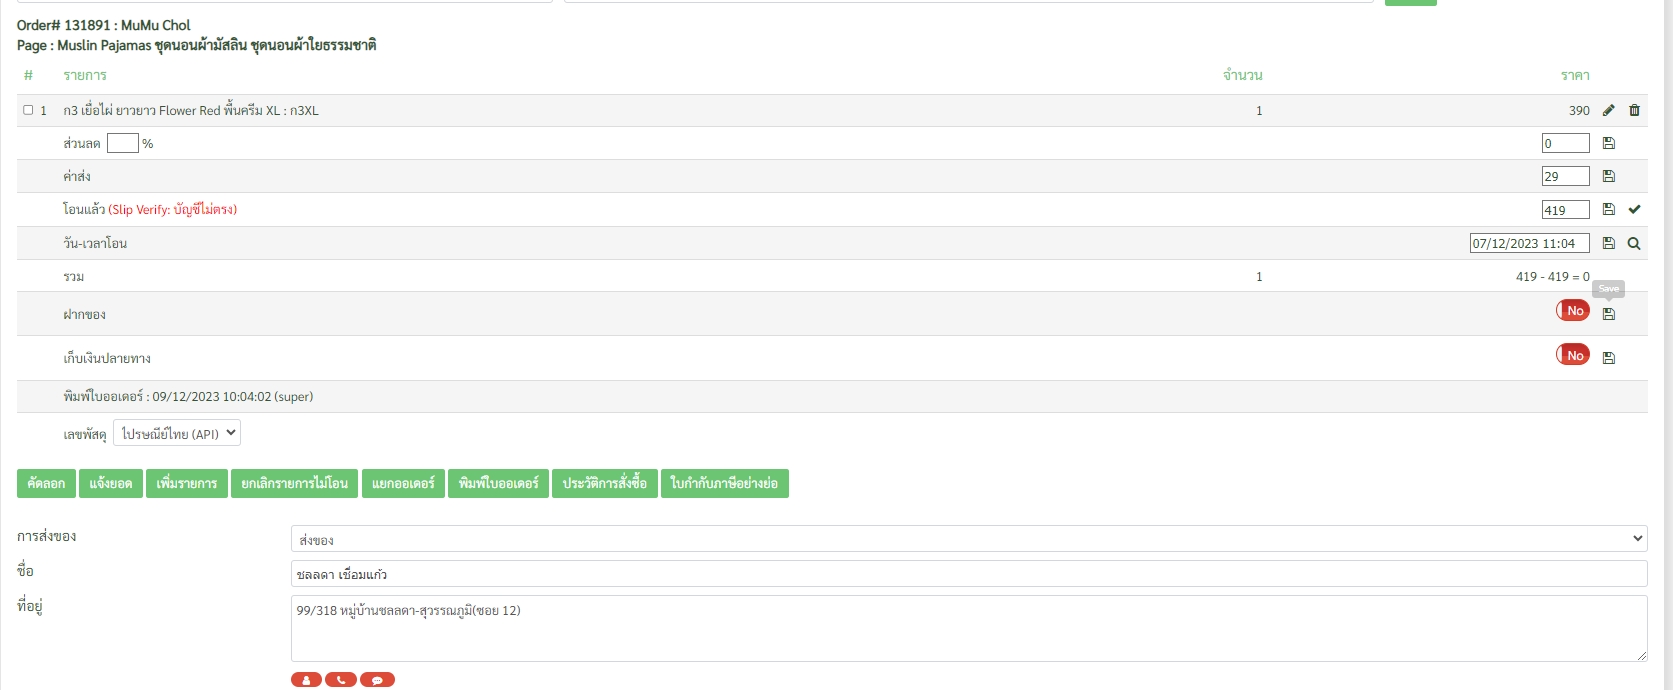 Order# 131891 : MuMu Chol
Page : Muslin Pajamas ชุดนอนผ้ามัสลิน ชุดนอนผ้าใยธรรมชาติ
# รายการ จำนวน ราคา
1 ก3 เยื่อไผ่ ยาวยาว Flower Red พื้นครีม XL : ก3XL 1 390
ส่วนลด % 0
ค่าส่ง 29
โอนแล้ว (Slip Verify: บัญชีไม่ตรง) 419
วัน-เวลาโอน 07/12/2023 11:04
รวม 1 419 - 419 = 0
Save
ฝากของ No
เก็บเงินปลายทาง No
พิมพ์ใบออเดอร์ : 09/12/2023 10:04:02 (super)
เลขพัสดุ ไปรษณีย์ไทย (API)
คัดลอก แจ้งยอด เพิ่มรายการ ยกเลิกรายการไม่โอน แยกออเดอร์ พิมพ์ใบออเดอร์ ประวัติการสั่งซื้อ ใบกำกับภาษีอย่างย่อ
การส่งของ ส่งของ
ชื่อ ชลลดา เชื่อมแก้ว
ที่อยู่ 99/318 หมู่บ้านชลลดา-สุวรรณภูมิ(ซอย 12)